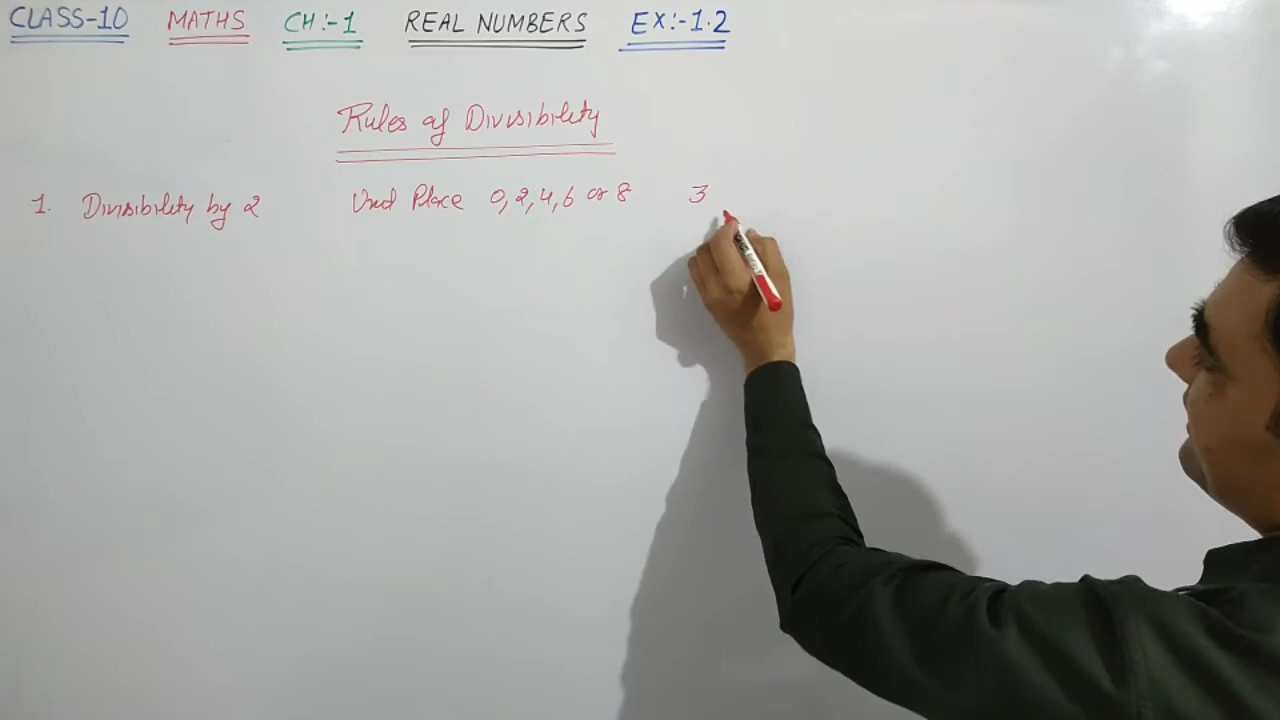 CLASS-10 MATHS CH:-1 REAL NUMBERS EX:-1.2
Rules of Divisibility
1. Divisibility by 2 Unit Place 0, 2, 4, 6 or 8 3